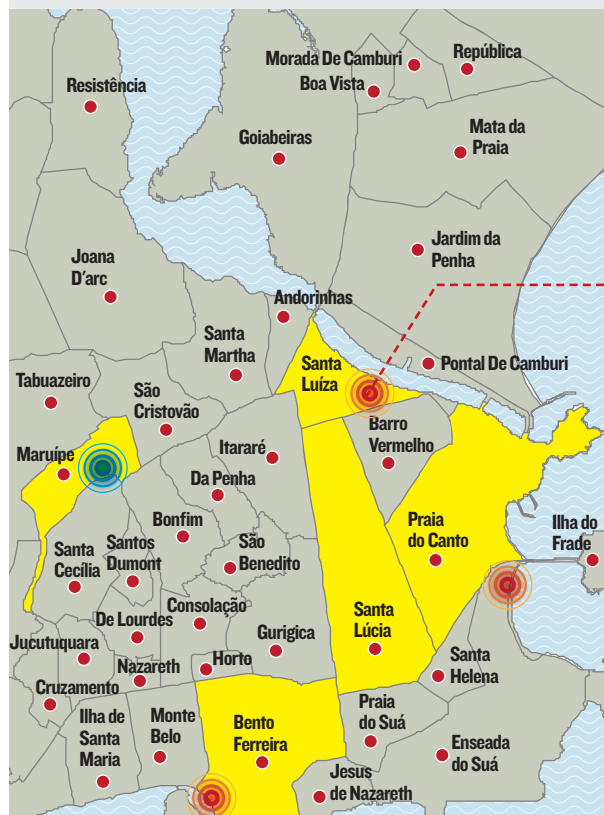 Morada De Camburi
República
Boa Vista
Resistência
Goiabeiras
Mata da
Praia
Jardim da
Penha
Joana
D'arc
Andorinhas
Santa
Martha
Santa
Luíza
Pontal De Camburi
Tabuazeiro
São
Cristovão
Barro
Vermelho
Maruípe
Itararé
Da Penha
Praia
do Canto
Ilha do
Frade
Bonfim
Santa
Cecília
Santos
Dumont
São
Benedito
Consolação
De Lourdes
Santa
Lúcia
Jucutuquara
Gurigica
Nazareth
Horto
Santa
Helena
Cruzamento
Ilha de
Santa
Maria
Monte
Belo
Bento
Ferreira
Praia
do Suá
Enseada
do Suá
Jesus
de Nazareth